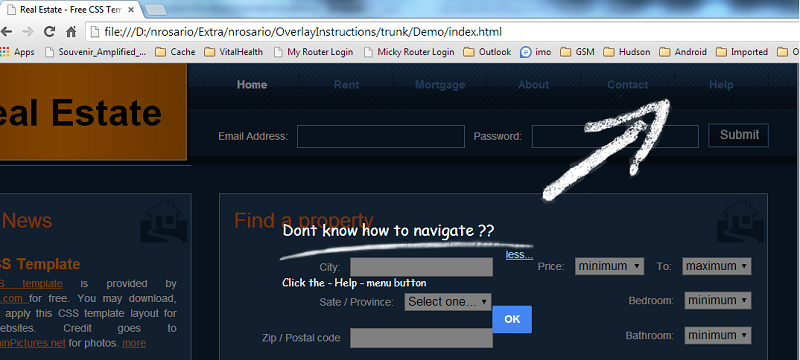 Real Estate - Free CSS Tem
file:///D:/nrosario/Extra/nrosario/OverlayInstructions/trunk/Demo/index.html
Apps Souvenir_Amplified_... Cache VitalHealth My Router Login Micky Router Login Outlook imo GSM Hudson Android Imported O
Home Rent Mortgage About Contact Help
eal Estate
Email Address: Password: Submit
News
Find a property
Dont know how to navigate ??
less...
City: Price: minimum To: maximum
Click the - Help - menu button
Sate / Province: Select one... Bedroom: minimum
OK
Zip / Postal code Bathroom: minimum
SS Template
SS template is provided by
.com for free. You may download,
apply this CSS template layout for
websites. Credit goes to
inPictures.net for photos. more